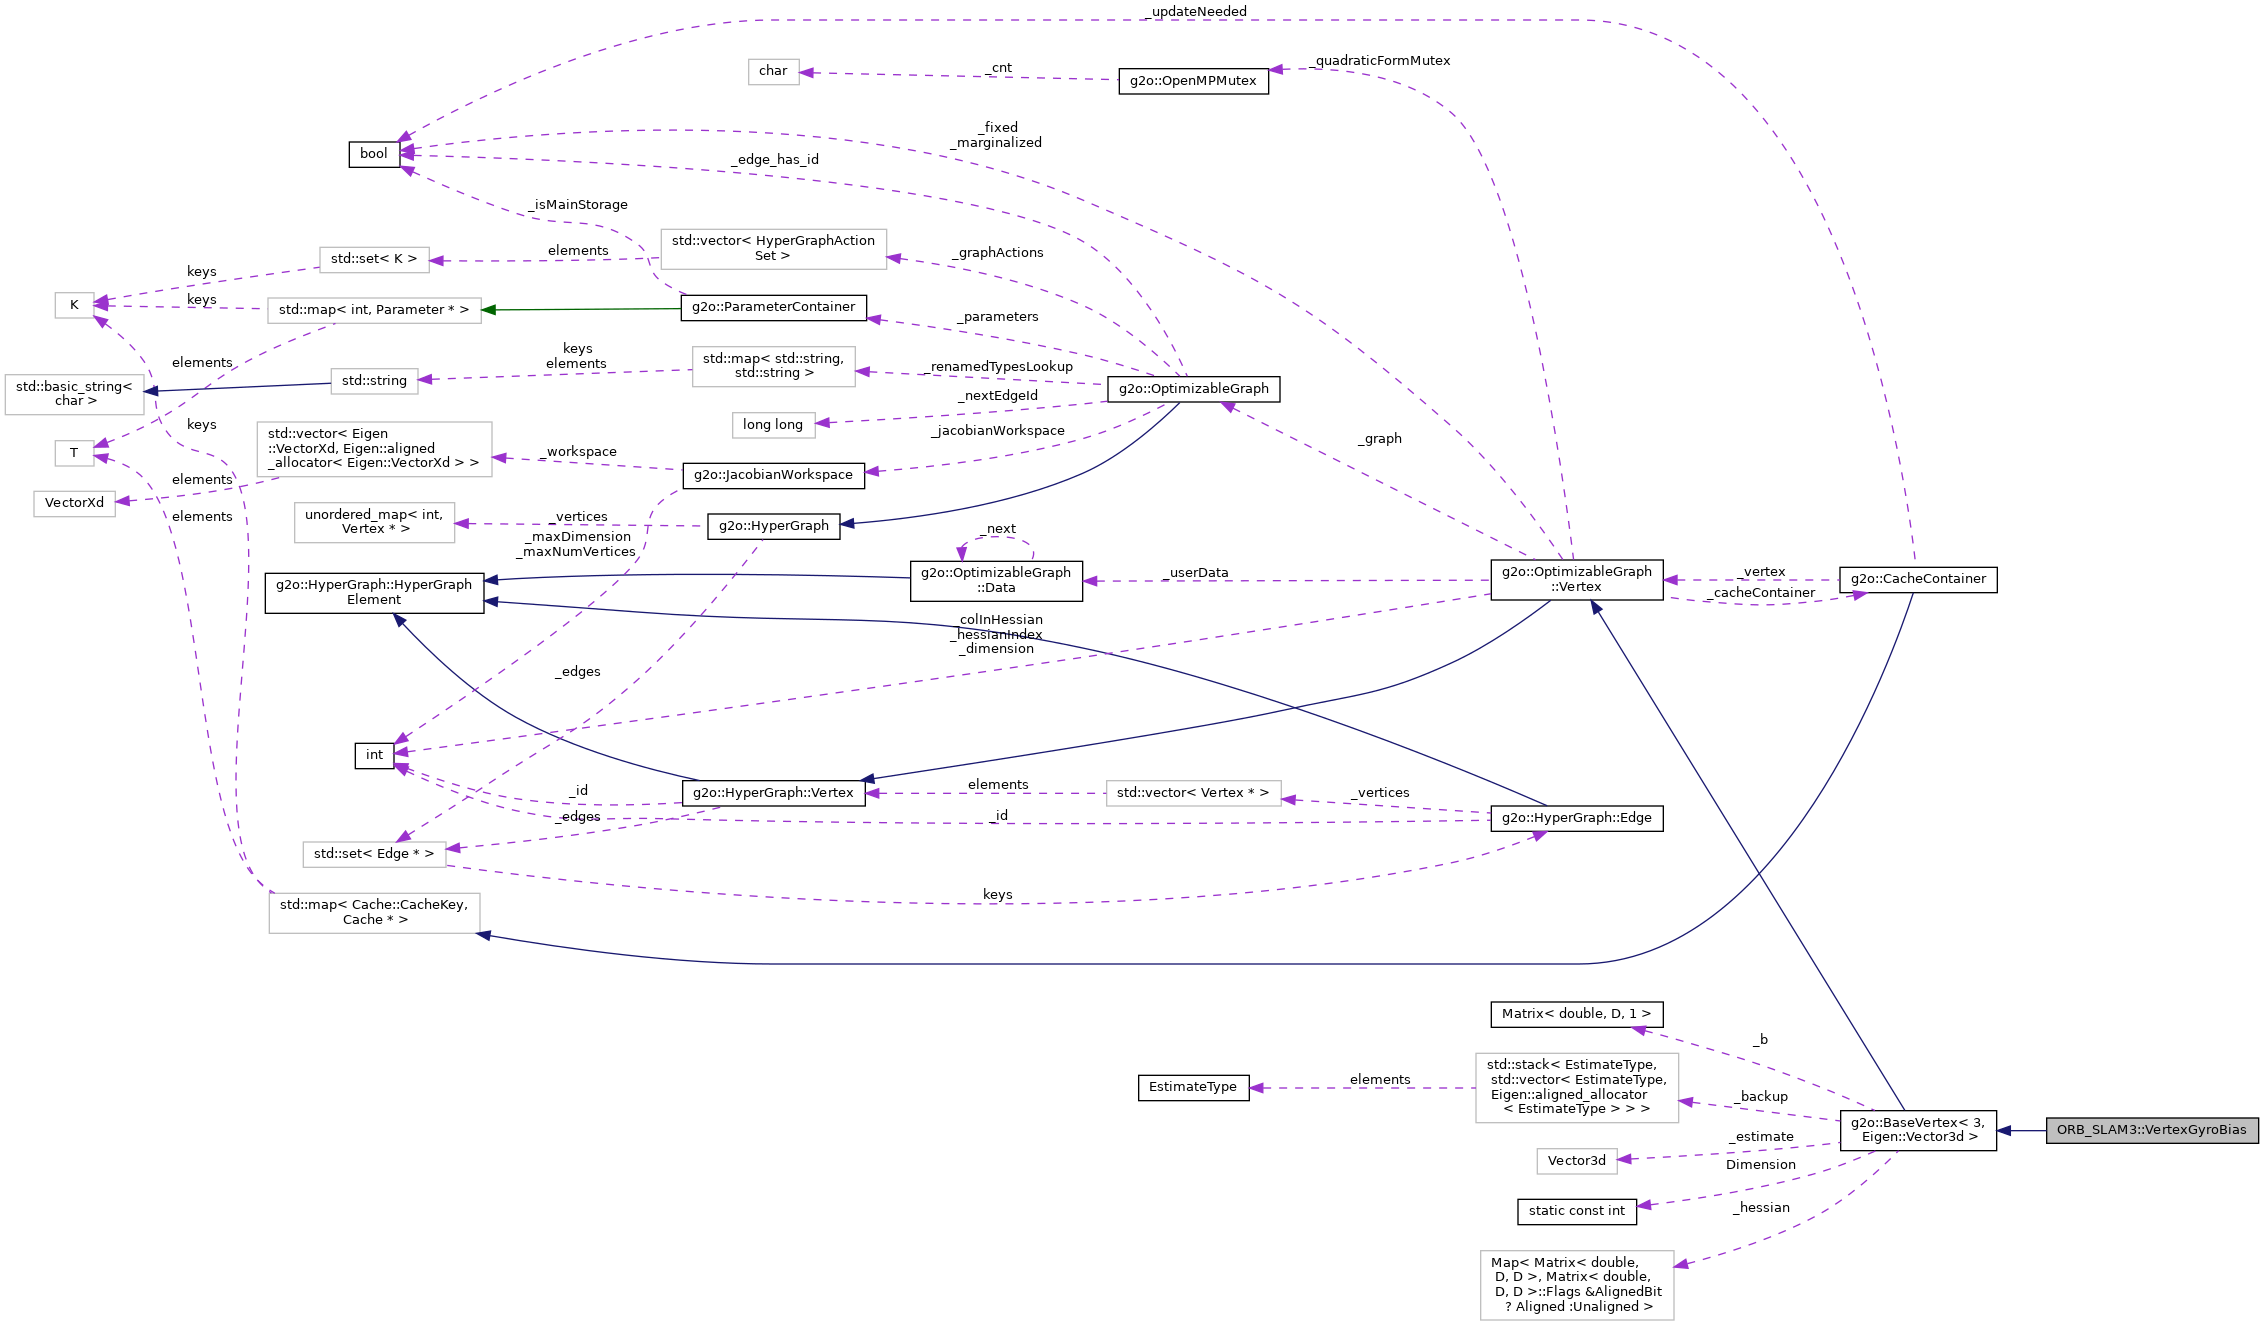 _updateNeeded
_quadraticFormMutex
char
_cnt
g2o::OpenMPMutex
_fixed
_marginalized
bool
_edge_has_id
_isMainStorage
std::vector< HyperGraphAction
Set >
elements
_graphActions
std::set< K >
keys
K
keys
std::map< int, Parameter * >
g2o::ParameterContainer
_parameters
elements
keys
elements
std::map< std::string,
std::string >
_renamedTypesLookup
std::basic_string<
char >
std::string
g2o::OptimizableGraph
_nextEdgeId
long long
keys
_jacobianWorkspace
_graph
std::vector< Eigen
::VectorXd, Eigen::aligned
_allocator< Eigen::VectorXd > >
T
_workspace
g2o::JacobianWorkspace
elements
VectorXd
elements
unordered_map< int,
Vertex * >
_vertices
g2o::HyperGraph
_maxDimension
_maxNumVertices
_next
g2o::HyperGraph::HyperGraph
Element
g2o::OptimizableGraph
::Data
_userData
g2o::OptimizableGraph
::Vertex
_vertex
_cacheContainer
g2o::CacheContainer
_colInHessian
_hessianIndex
_dimension
_edges
int
_id
g2o::HyperGraph::Vertex
elements
std::vector< Vertex * >
_vertices
_edges
_id
g2o::HyperGraph::Edge
std::set< Edge * >
keys
std::map< Cache::CacheKey,
Cache * >
Matrix< double, D, 1 >
_b
std::stack< EstimateType,
std::vector< EstimateType,
Eigen::aligned_allocator
< EstimateType > > >
EstimateType
elements
_backup
g2o::BaseVertex< 3,
Eigen::Vector3d >
ORB_SLAM3::VertexGyroBias
_estimate
Vector3d
Dimension
static const int
_hessian
Map< Matrix< double,
D, D >, Matrix< double,
D, D >::Flags &AlignedBit
? Aligned :Unaligned >